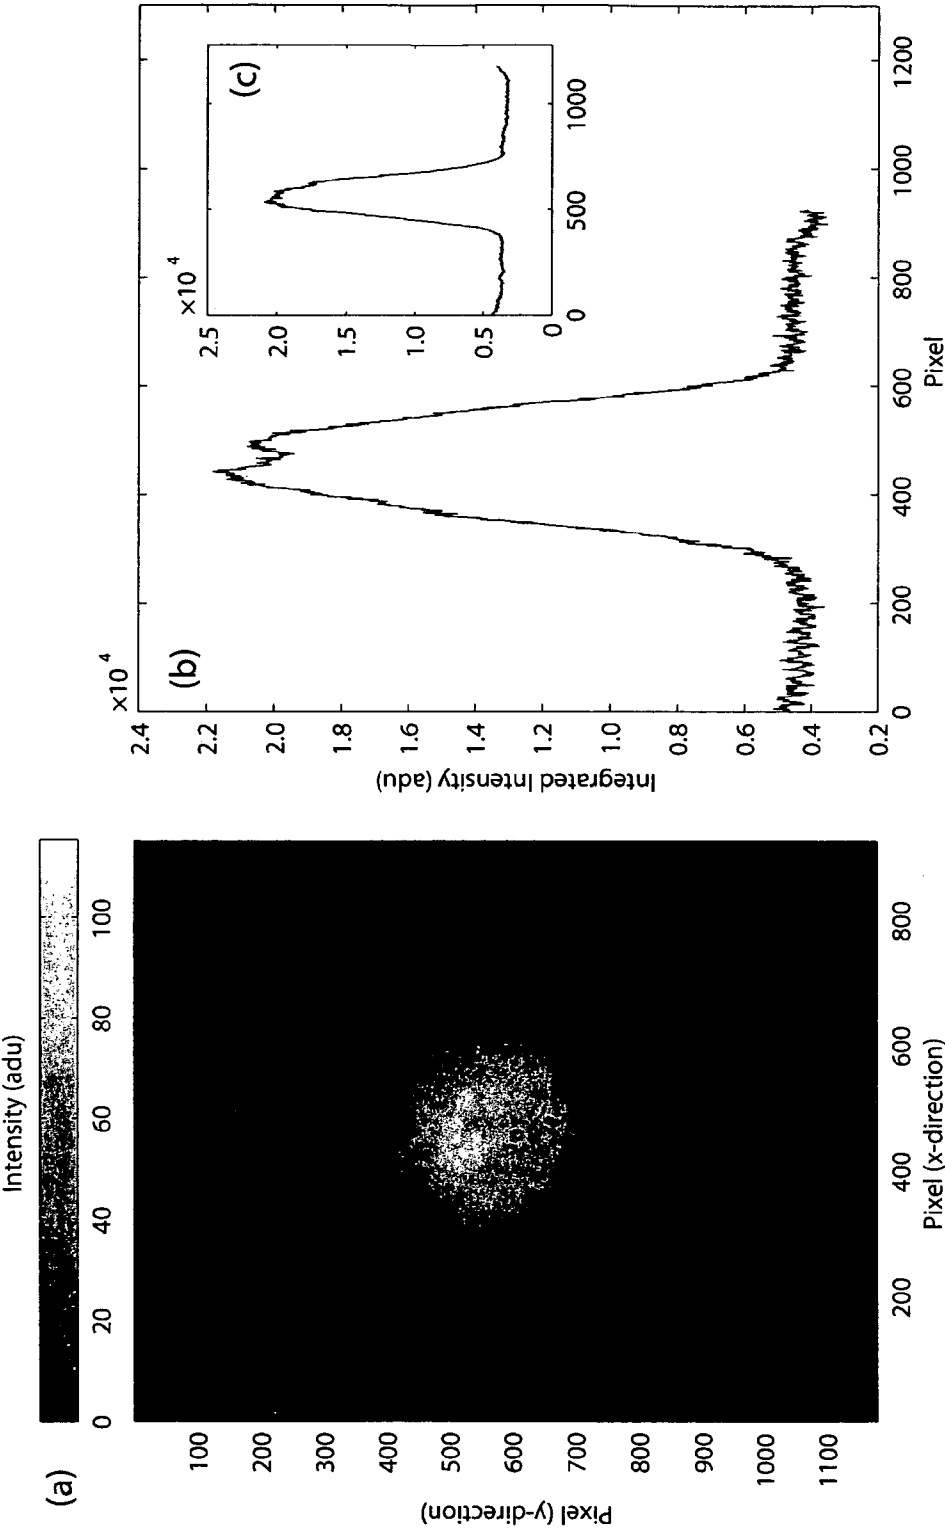 (a)
Intensity (adu)
0 20 40 60 80 100
100
200
300
400
500
600
700
800
900
1000
1100
Pixel (y-direction)
200 400 600 800
Pixel (x-direction)
(b)
×10 4
2.4
2.2
2.0
1.8
1.6
1.4
1.2
1.0
0.8
0.6
0.4
0.2
Integrated Intensity (adu)
0 200 400 600 800 1000 1200
Pixel
(c)
×10 4
2.5
2.0
1.5
1.0
0.5
0
0 500 1000